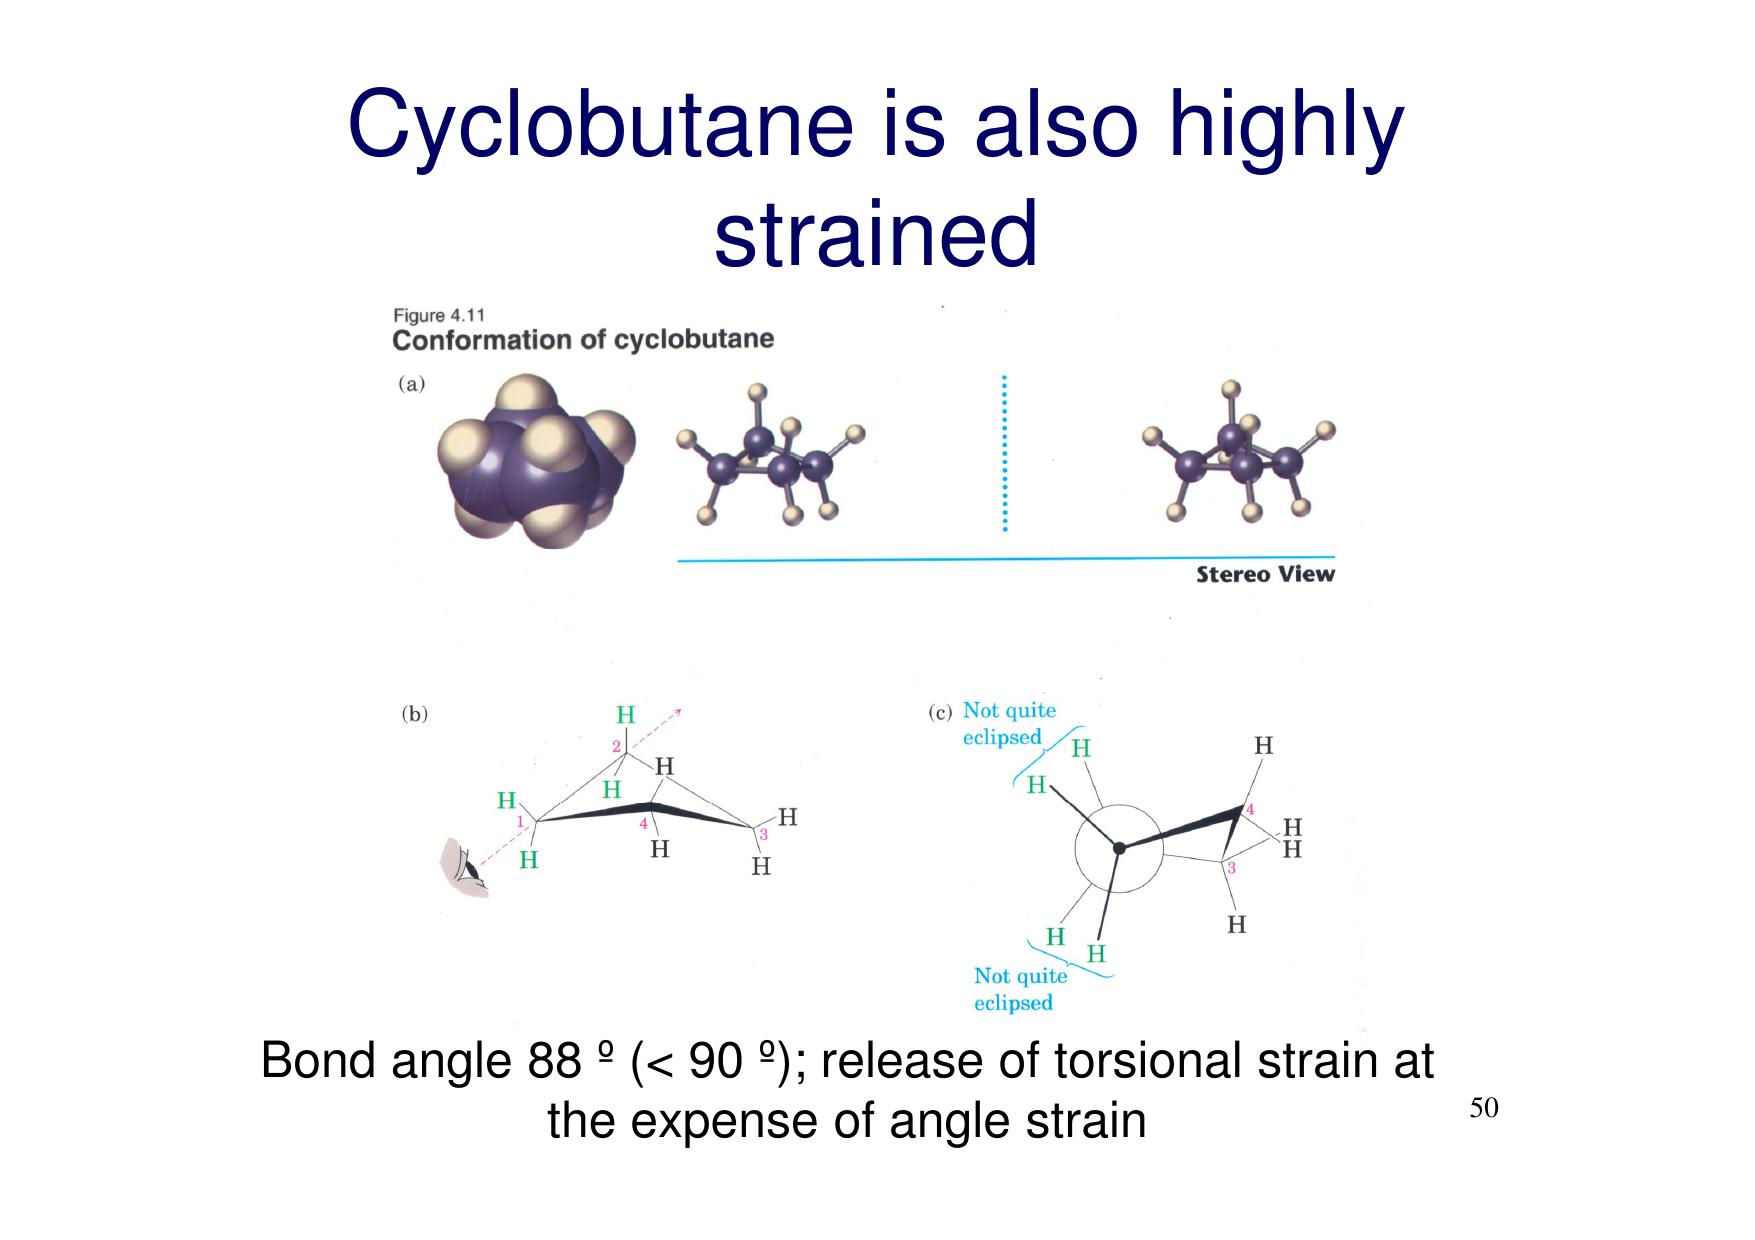 Cyclobutane is also highly
strained
Figure 4.11
Conformation of cyclobutane
(a)
Stereo View
(b)
H
2
H
H
H
1
H
4
3
H
H
H
(c) Not quite
eclipsed
H
H
H
4
H
H
3
H
H
H
Not quite
eclipsed
Bond angle 88 º (< 90 º); release of torsional strain at
the expense of angle strain
50